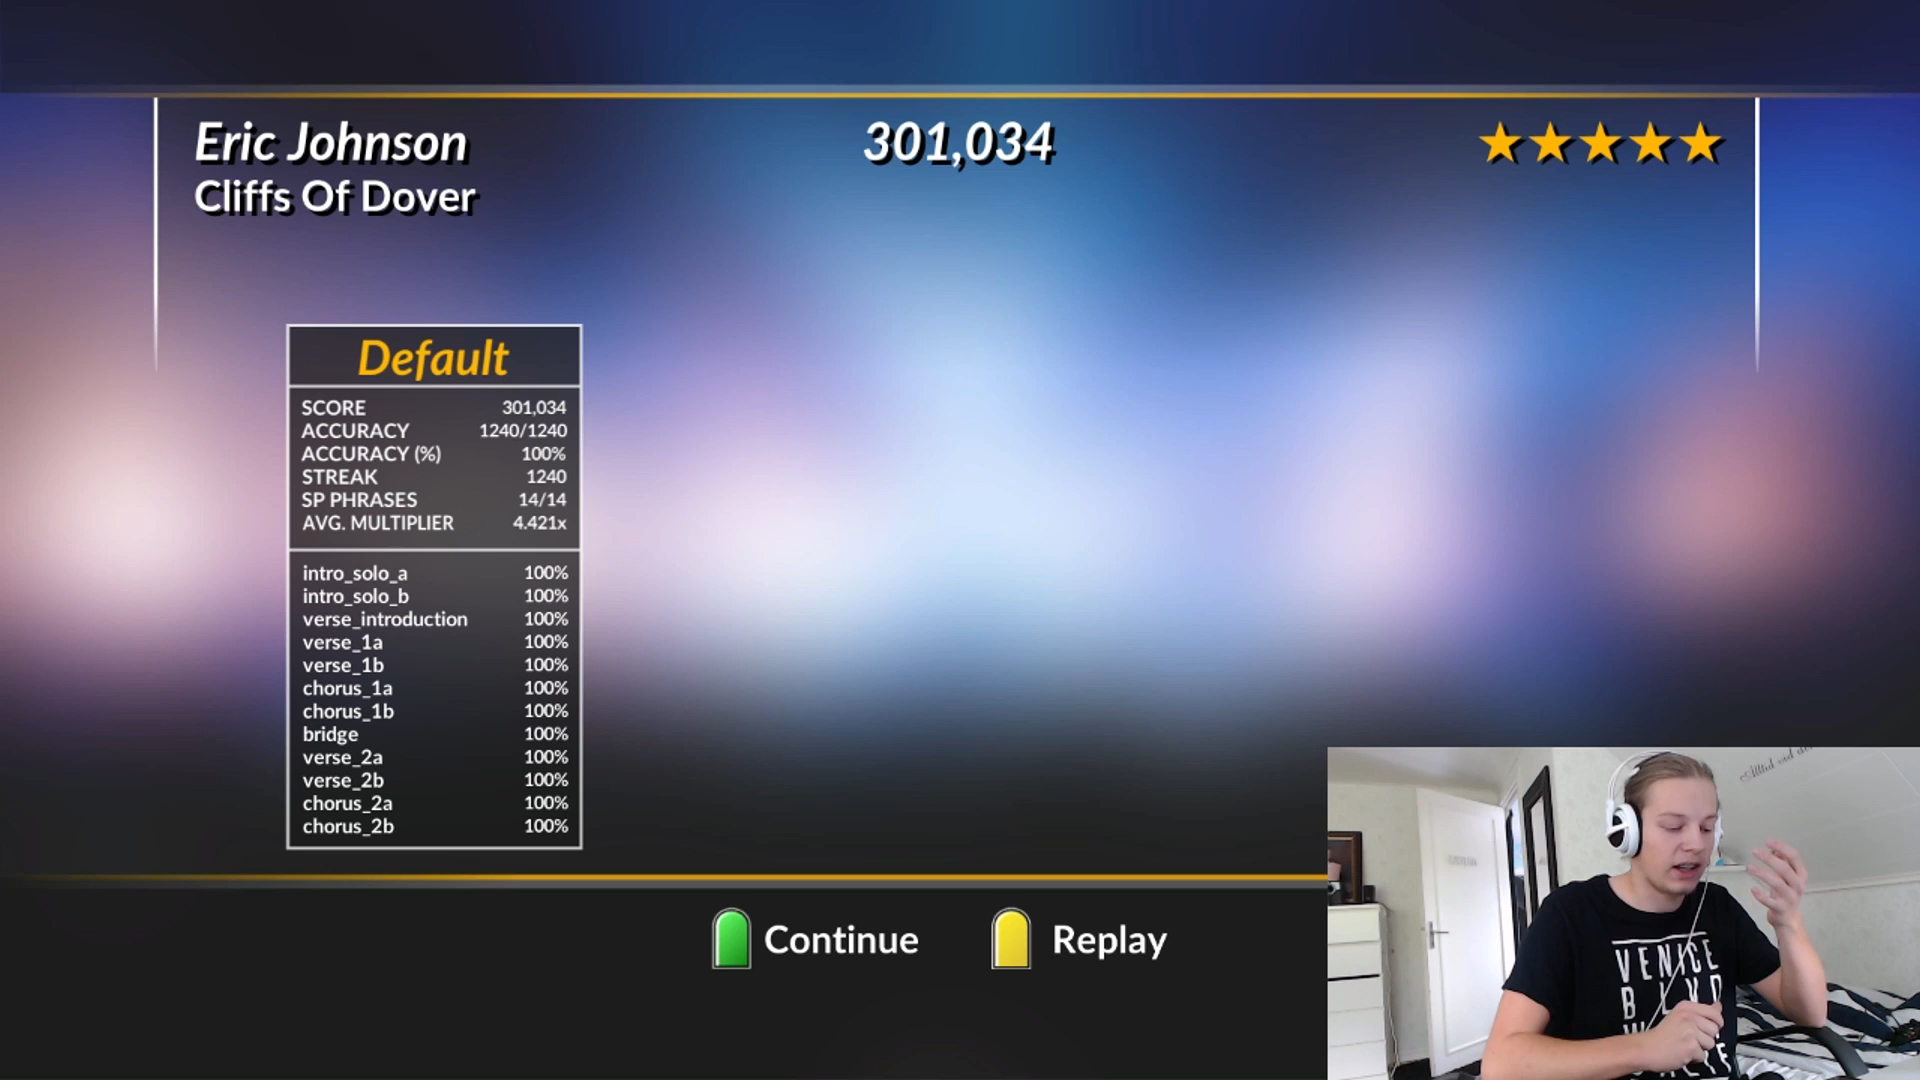 Eric Johnson
301,034
Cliffs Of Dover
Default
SCORE 301,034
ACCURACY 1240/1240
ACCURACY (%) 100%
STREAK 1240
SP PHRASES 14/14
AVG. MULTIPLIER 4.421x
intro_solo_a 100%
intro_solo_b 100%
verse_introduction 100%
verse_1a 100%
verse_1b 100%
chorus_1a 100%
chorus_1b 100%
bridge 100%
verse_2a 100%
verse_2b 100%
chorus_2a 100%
chorus_2b 100%
Continue
Replay
VENICE